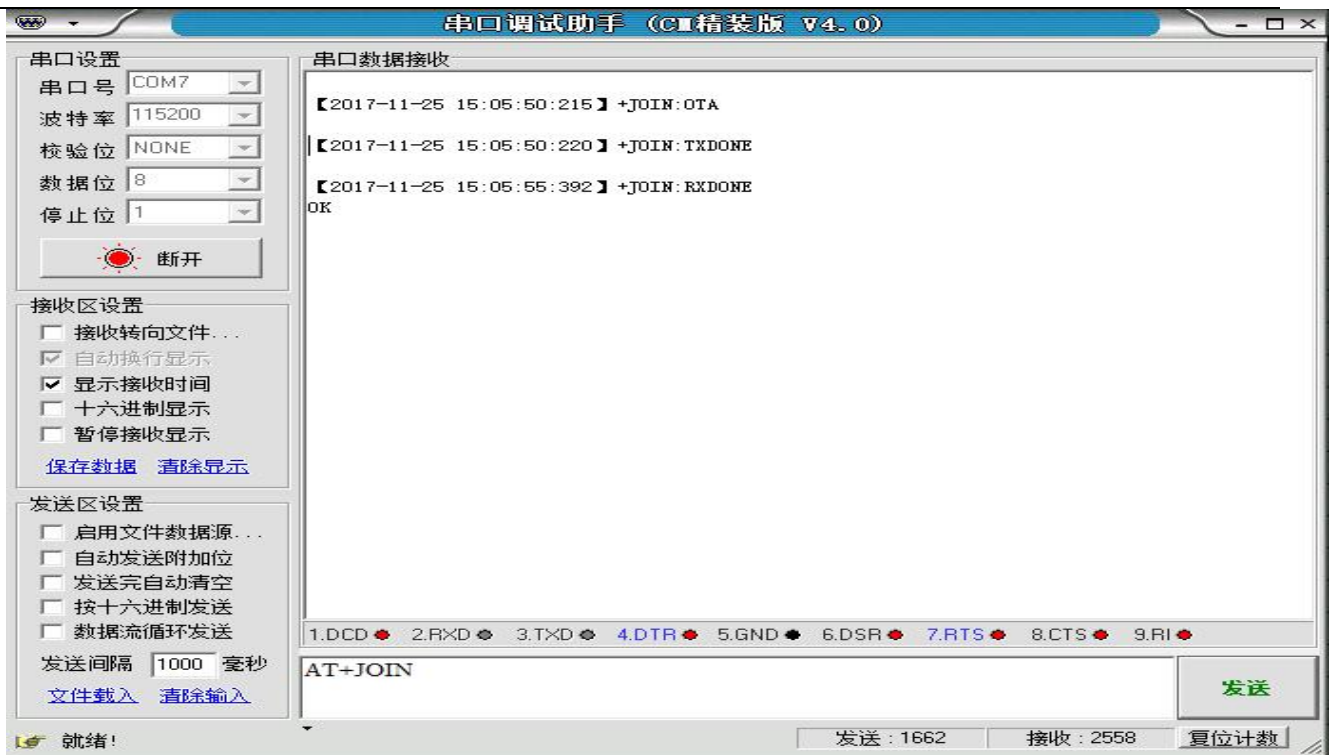 串口调试助手 (CM精装版 V4.0)
串口设置
串口号 COM7
波特率 115200
校验位 NONE
数据位 8
停止位 1
断开
接收区设置
接收转向文件...
自动换行显示
显示接收时间
十六进制显示
暂停接收显示
保存数据 清除显示
发送区设置
启用文件数据源...
自动发送附加位
发送完自动清空
按十六进制发送
数据流循环发送
发送间隔 1000 毫秒
文件载入 清除输入
串口数据接收
【2017-11-25 15:05:50:215】+JOIN:OTA
【2017-11-25 15:05:50:220】+JOIN:TXDONE
【2017-11-25 15:05:55:392】+JOIN:RXDONE
OK
1.DCD 2.RXD 3.TXD 4.DTR 5.GND 6.DSR 7.RTS 8.CTS 9.RI
AT+JOIN
发送
就绪!
发送:1662 接收:2558 复位计数